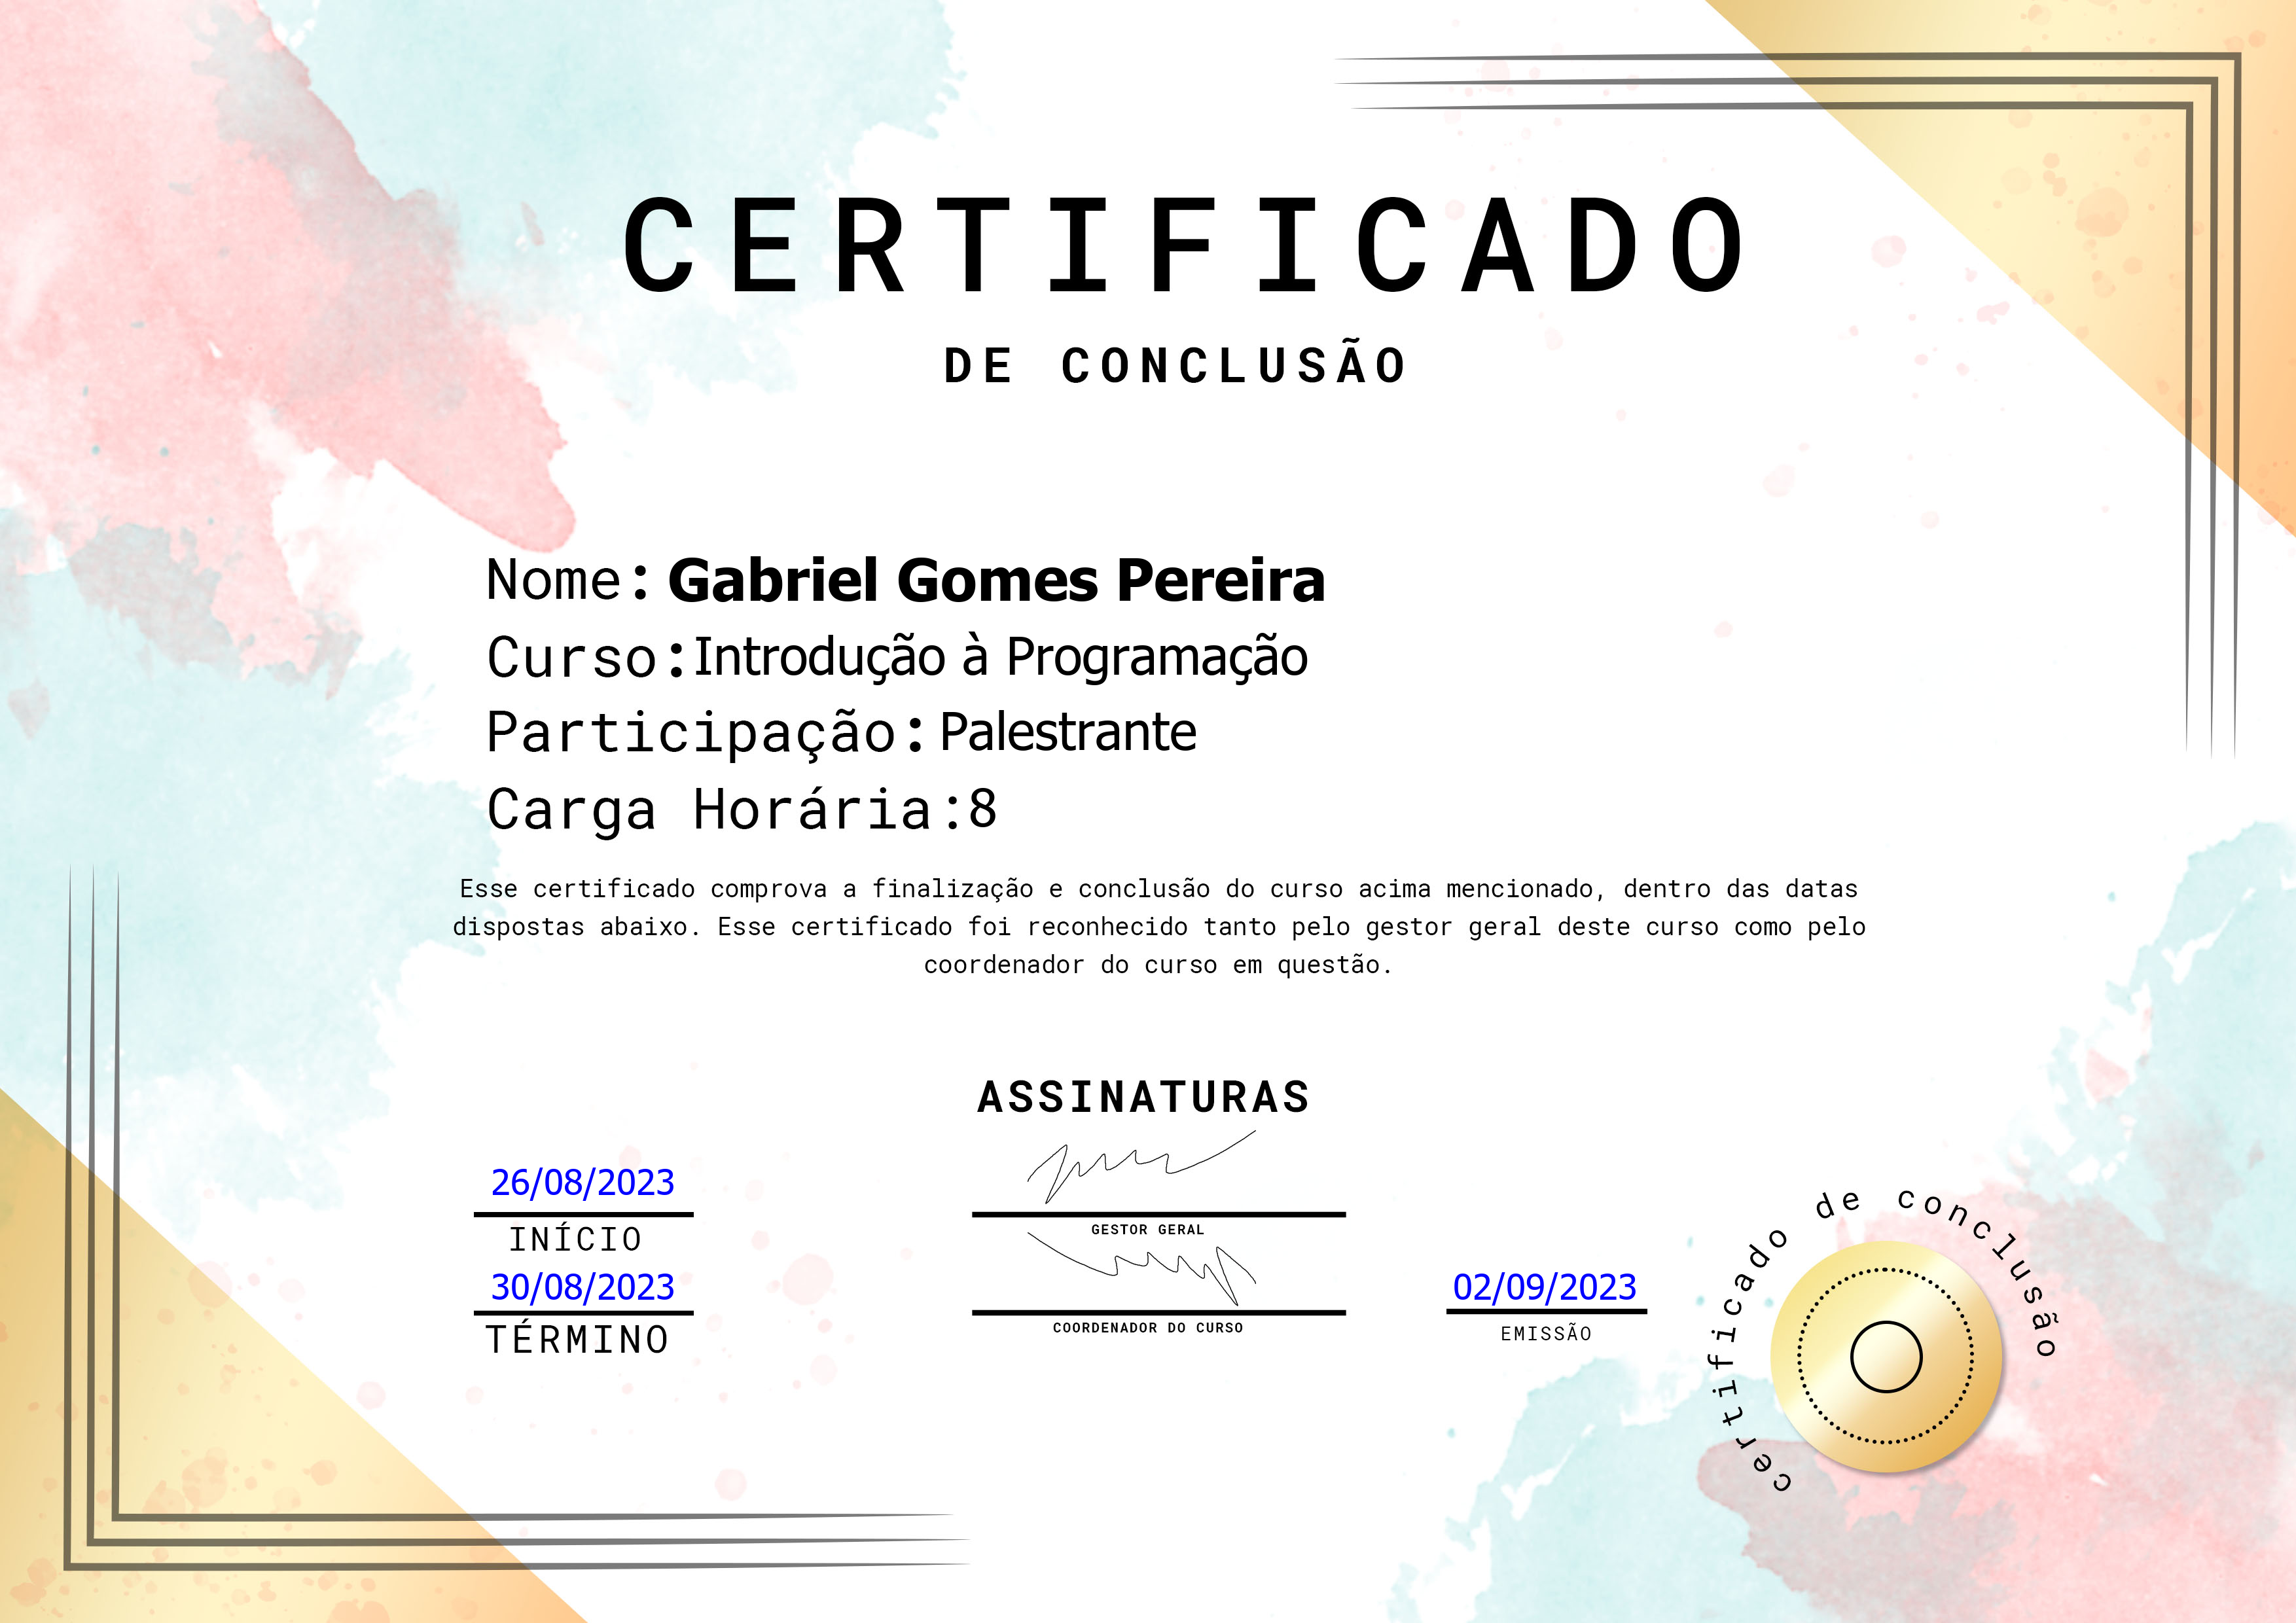 CERTIFICADO
DE CONCLUSÃO
Nome: Gabriel Gomes Pereira
Curso:Introdução à Programação
Participação: Palestrante
Carga Horária:8
Esse certificado comprova a finalização e conclusão do curso acima mencionado, dentro das datas
dispostas abaixo. Esse certificado foi reconhecido tanto pelo gestor geral deste curso como pelo
coordenador do curso em questão.
ASSINATURAS
26/08/2023
INÍCIO
GESTOR GERAL
30/08/2023
TÉRMINO
COORDENADOR DO CURSO
02/09/2023
EMISSÃO
certificado de conclusão